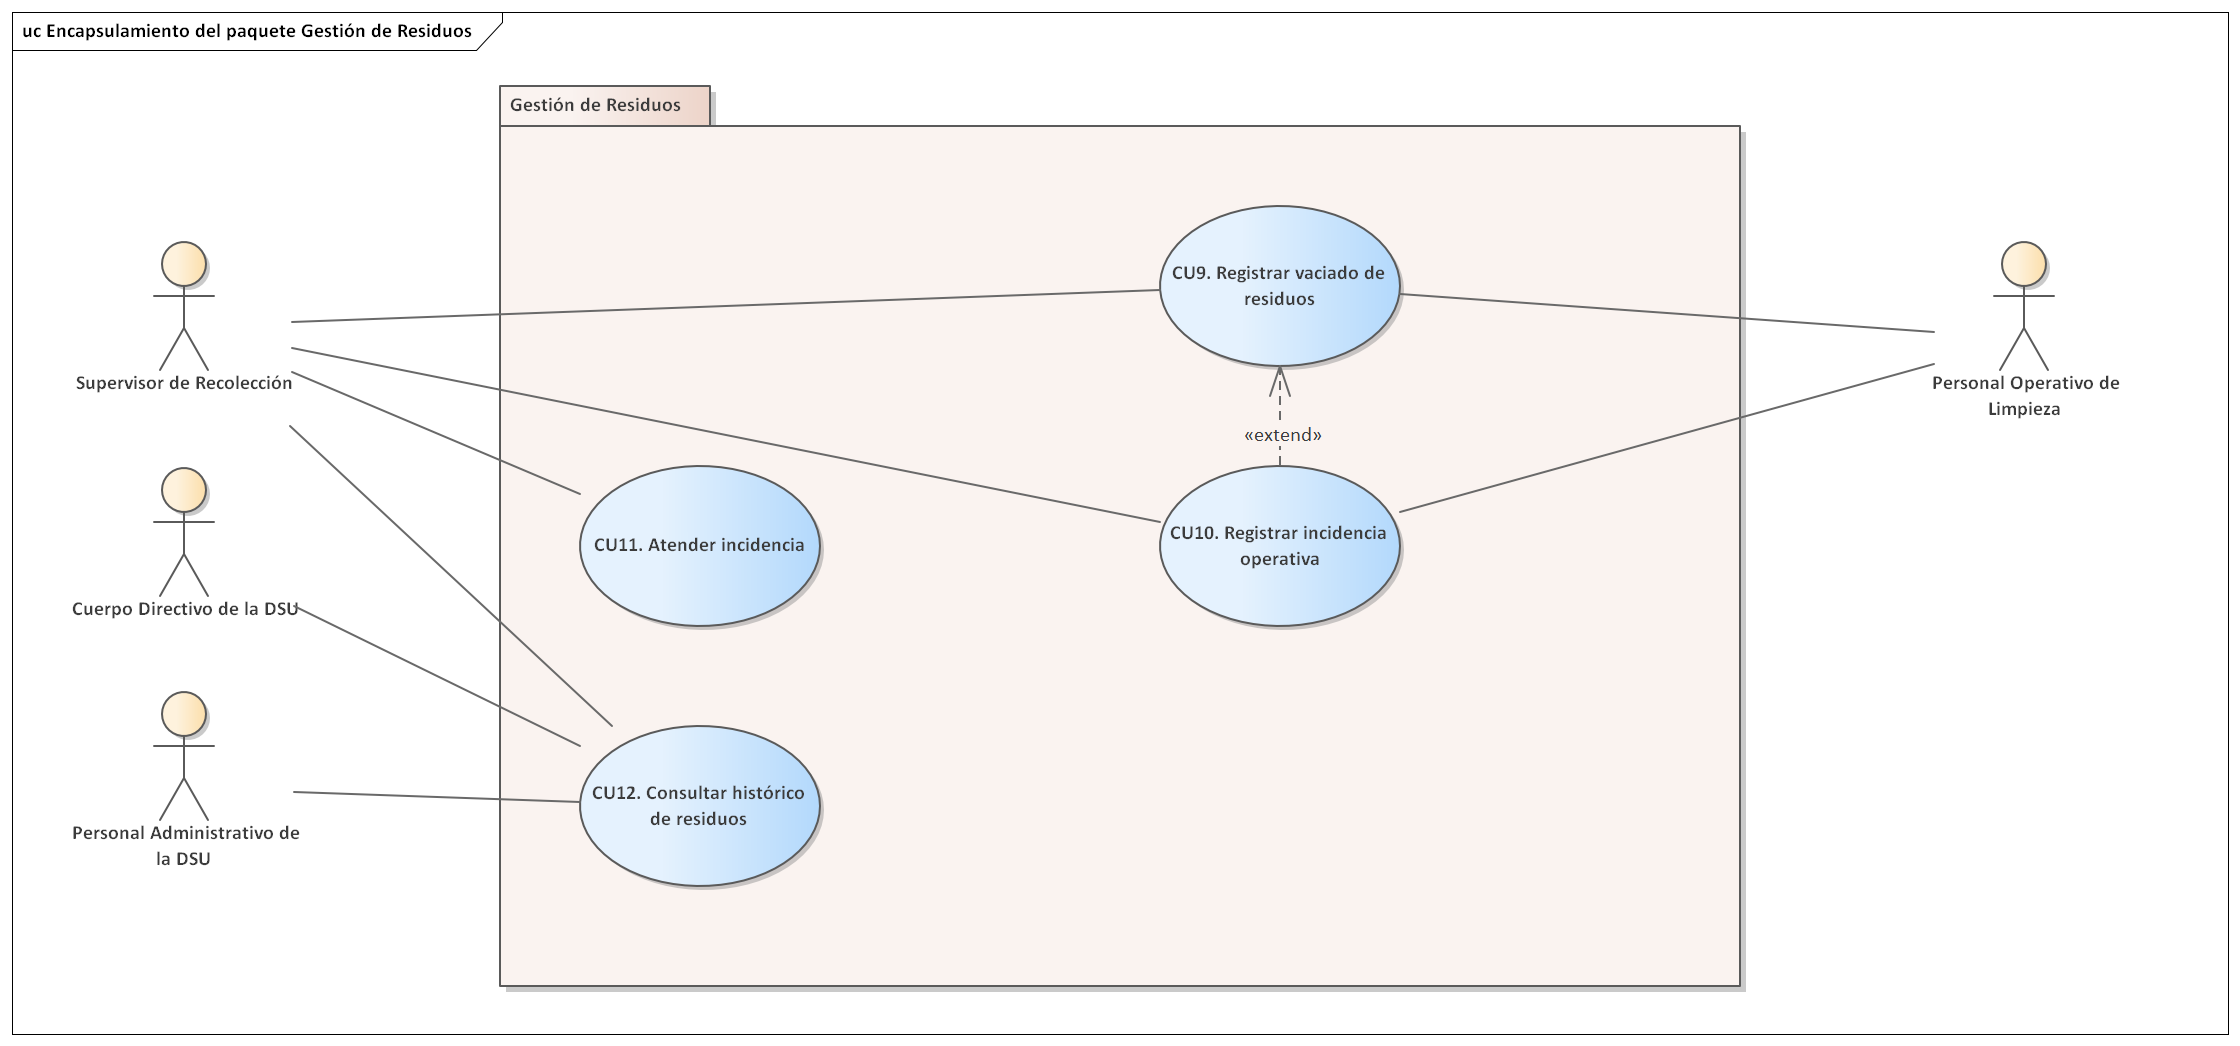 uc Encapsulamiento del paquete Gestión de Residuos
Gestión de Residuos
CU9. Registrar vaciado de
residuos
Supervisor de Recolección
Personal Operativo de
Limpieza
«extend»
CU11. Atender incidencia
CU10. Registrar incidencia
operativa
Cuerpo Directivo de la DSU
CU12. Consultar histórico
de residuos
Personal Administrativo de
la DSU